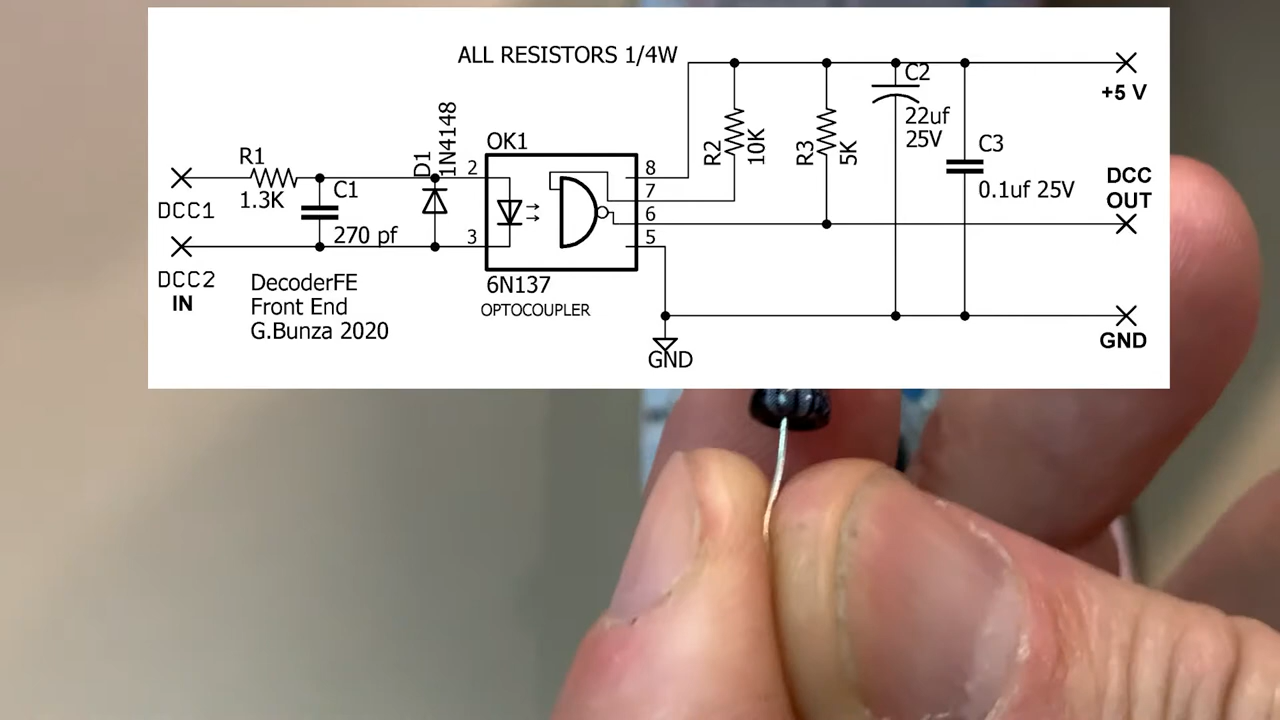 ALL RESISTORS 1/4W
C2
22uf
25V
+5 V
R1
1.3K
C1
270 pf
D1
1N4148
OK1
2
3
8
7
6
5
R2
10K
R3
5K
C3
0.1uf 25V
DCC
OUT
DCC1
DCC2
IN
DecoderFE
Front End
G.Bunza 2020
6N137
OPTOCOUPLER
GND
GND